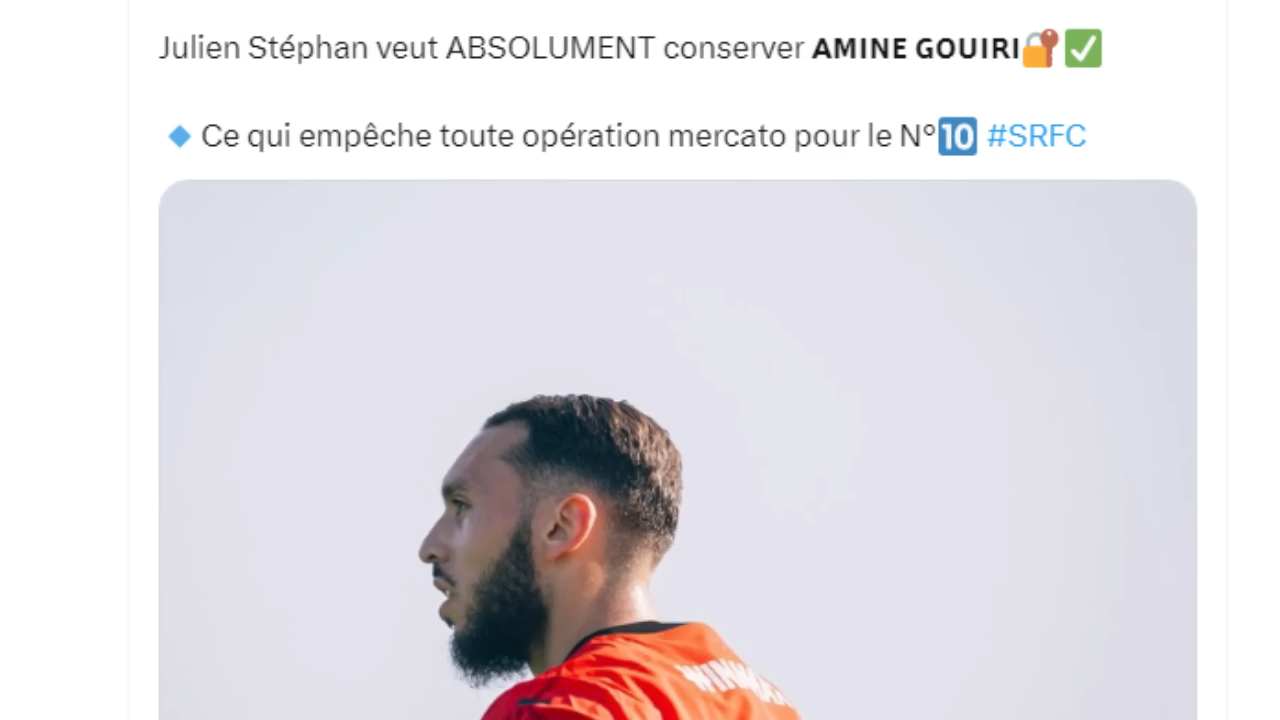 Julien Stéphan veut ABSOLUMENT conserver AMINE GOUIRI🔐✅
🔹 Ce qui empêche toute opération mercato pour le N°🔟 #SRFC